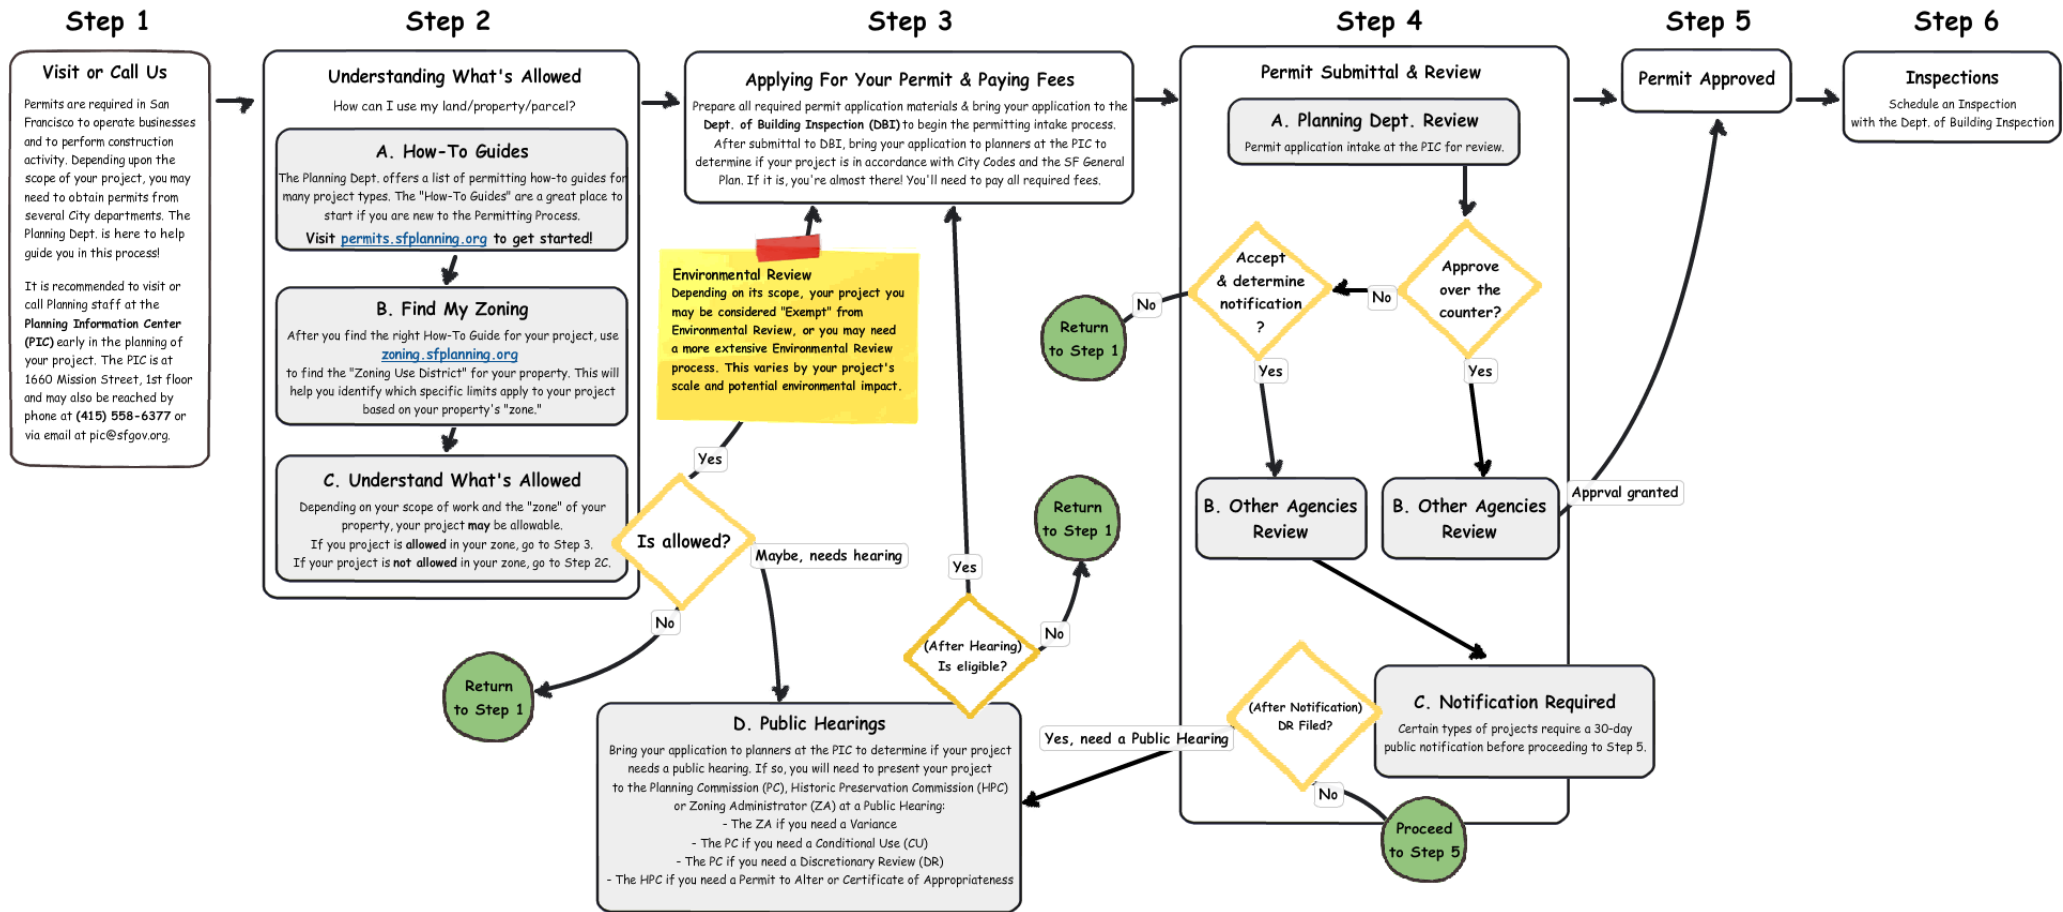 Step 1
Visit or Call Us
Permits are required in San
Francisco to operate businesses
and to perform construction
activity. Depending upon the
scope of your project, you may
need to obtain permits from
several City departments. The
Planning Dept. is here to help
guide you in this process!
It is recommended to visit or
call Planning staff at the
Planning Information Center
(PIC) early in the planning of
your project. The PIC is at
1660 Mission Street, 1st floor
and may also be reached by
phone at (415) 558-6377 or
via email at pic@sfgov.org.
Step 2
Understanding What's Allowed
How can I use my land/property/parcel?
A. How-To Guides
The Planning Dept. offers a list of permitting how-to guides for
many project types. The "How-To Guides" are a great place to
start if you are new to the Permitting Process.
Visit permits.sfplanning.org to get started!
B. Find My Zoning
After you find the right How-To Guide for your project, use
zoning.sfplanning.org
to find the "Zoning Use District" for your property. This will
help you identify which specific limits apply to your project
based on your property's "zone."
C. Understand What's Allowed
Depending on your scope of work and the "zone" of your
property, your project may be allowable.
If you project is allowed in your zone, go to Step 3.
If your project is not allowed in your zone, go to Step 2C.
Is allowed?
Yes
Maybe, needs hearing
No
Return
to Step 1
Environmental Review
Depending on its scope, your project you
may be considered "Exempt" from
Environmental Review, or you may need
a more extensive Environmental Review
process. This varies by your project's
scale and potential environmental impact.
D. Public Hearings
Bring your application to planners at the PIC to determine if your project
needs a public hearing. If so, you will need to present your project
to the Planning Commission (PC), Historic Preservation Commission (HPC)
or Zoning Administrator (ZA) at a Public Hearing:
- The ZA if you need a Variance
- The PC if you need a Conditional Use (CU)
- The PC if you need a Discretionary Review (DR)
- The HPC if you need a Permit to Alter or Certificate of Appropriateness
(After Hearing)
Is eligible?
Yes
No
Return
to Step 1
Step 3
Applying For Your Permit & Paying Fees
Prepare all required permit application materials & bring your application to the
Dept. of Building Inspection (DBI) to begin the permitting intake process.
After submittal to DBI, bring your application to planners at the PIC to
determine if your project is in accordance with City Codes and the SF General
Plan. If it is, you're almost there! You'll need to pay all required fees.
Step 4
Permit Submittal & Review
A. Planning Dept. Review
Permit application intake at the PIC for review.
Approve
over the
counter?
No
Yes
Accept
& determine
notification
?
No
Return
to Step 1
Yes
B. Other Agencies
Review
B. Other Agencies
Review
Apprval granted
C. Notification Required
Certain types of projects require a 30-day
public notification before proceeding to Step 5.
(After Notification)
DR Filed?
Yes, need a Public Hearing
No
Proceed
to Step 5
Step 5
Permit Approved
Step 6
Inspections
Schedule an Inspection
with the Dept. of Building Inspection